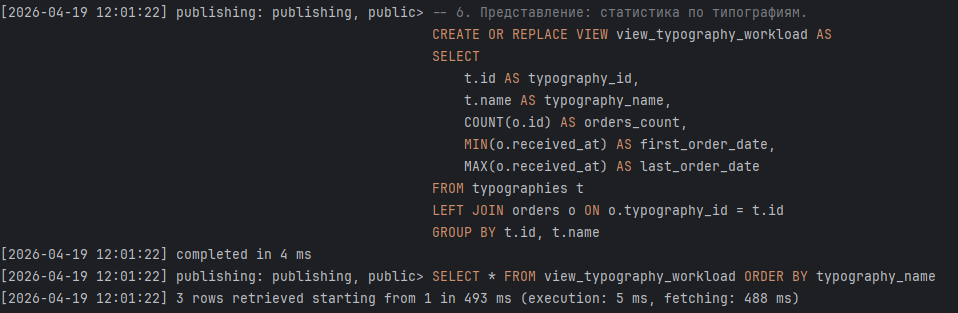 [2026-04-19 12:01:22] publishing: publishing, public> -- 6. Представление: статистика по типографиям.
CREATE OR REPLACE VIEW view_typography_workload AS
SELECT
t.id AS typography_id,
t.name AS typography_name,
COUNT(o.id) AS orders_count,
MIN(o.received_at) AS first_order_date,
MAX(o.received_at) AS last_order_date
FROM typographies t
LEFT JOIN orders o ON o.typography_id = t.id
GROUP BY t.id, t.name
[2026-04-19 12:01:22] completed in 4 ms
[2026-04-19 12:01:22] publishing: publishing, public> SELECT * FROM view_typography_workload ORDER BY typography_name
[2026-04-19 12:01:22] 3 rows retrieved starting from 1 in 493 ms (execution: 5 ms, fetching: 488 ms)